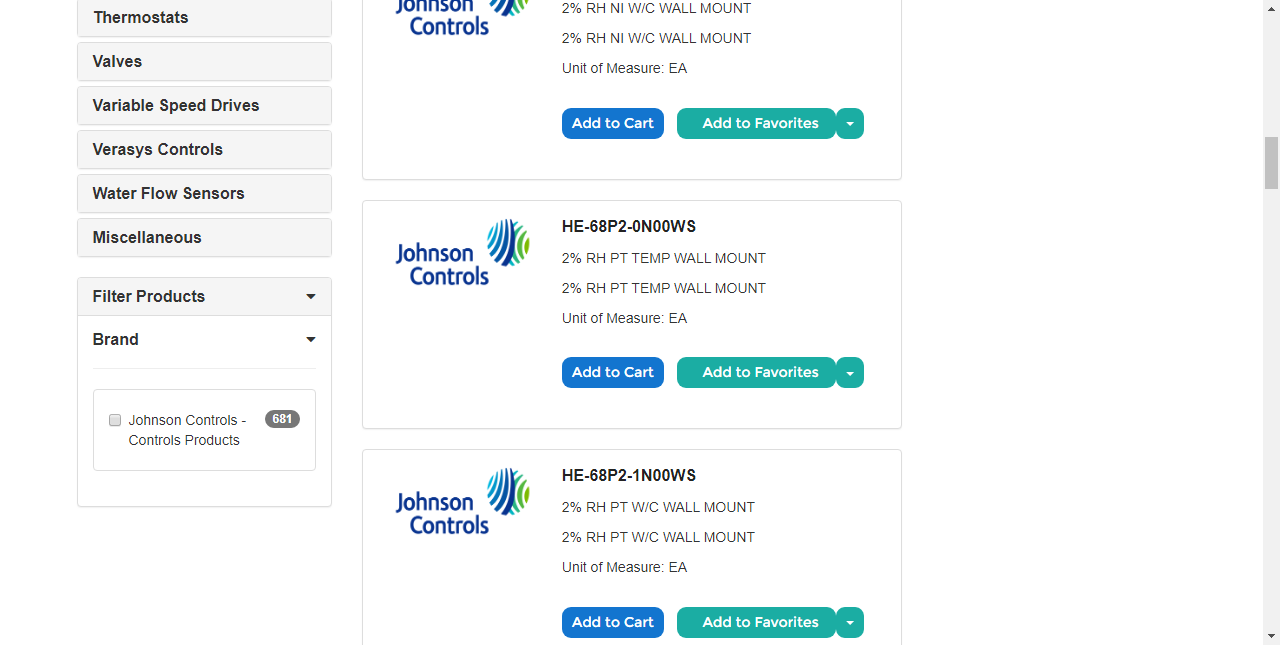 Thermostats
Valves
Variable Speed Drives
Verasys Controls
Water Flow Sensors
Miscellaneous
Filter Products
Brand
Johnson Controls - 681
Controls Products
Johnson
Controls
2% RH NI W/C WALL MOUNT
2% RH NI W/C WALL MOUNT
Unit of Measure: EA
Add to Cart Add to Favorites
Johnson
Controls
HE-68P2-0N00WS
2% RH PT TEMP WALL MOUNT
2% RH PT TEMP WALL MOUNT
Unit of Measure: EA
Add to Cart Add to Favorites
Johnson
Controls
HE-68P2-1N00WS
2% RH PT W/C WALL MOUNT
2% RH PT W/C WALL MOUNT
Unit of Measure: EA
Add to Cart Add to Favorites